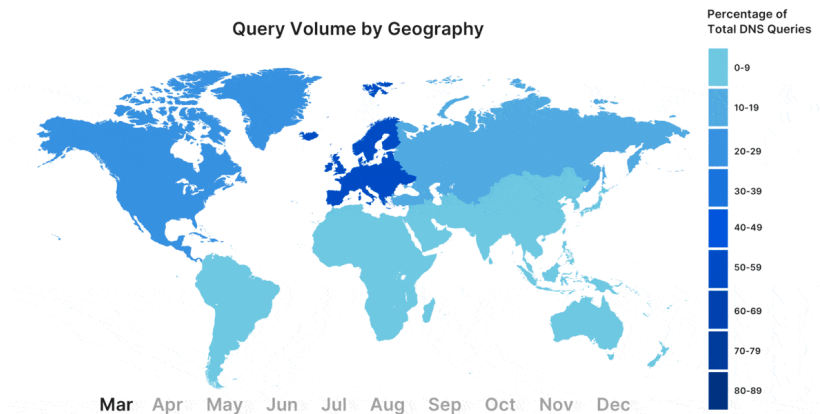 Query Volume by Geography
Percentage of
Total DNS Queries
0-9
10-19
20-29
30-39
40-49
50-59
60-69
70-79
80-89
Mar Apr May Jun Jul Aug Sep Oct Nov Dec